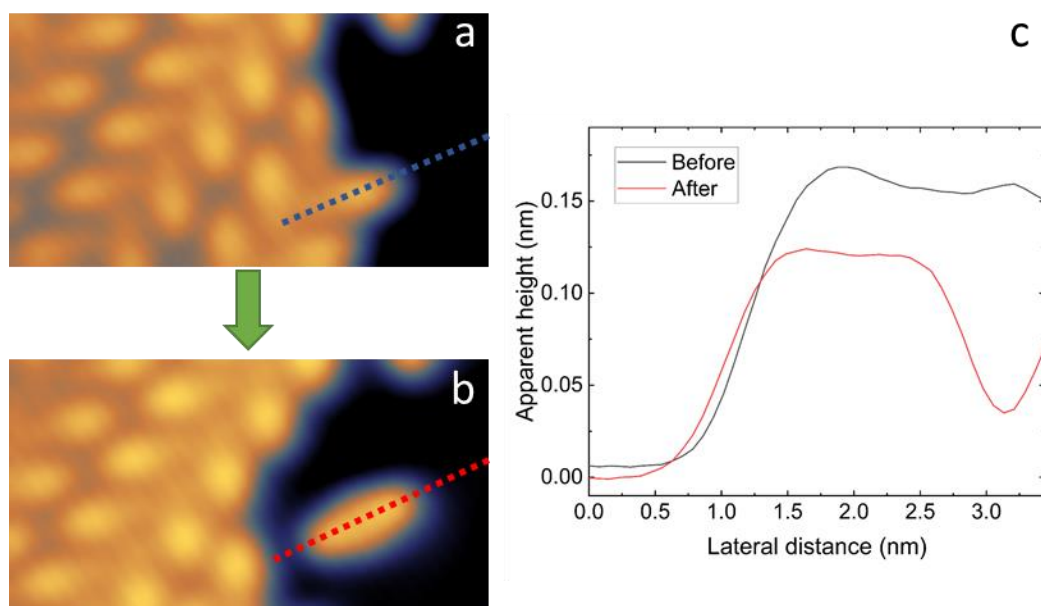 a
b
c
Before
After
Apparent height (nm)
0.15
0.10
0.05
0.00
0.0 0.5 1.0 1.5 2.0 2.5 3.0
Lateral distance (nm)